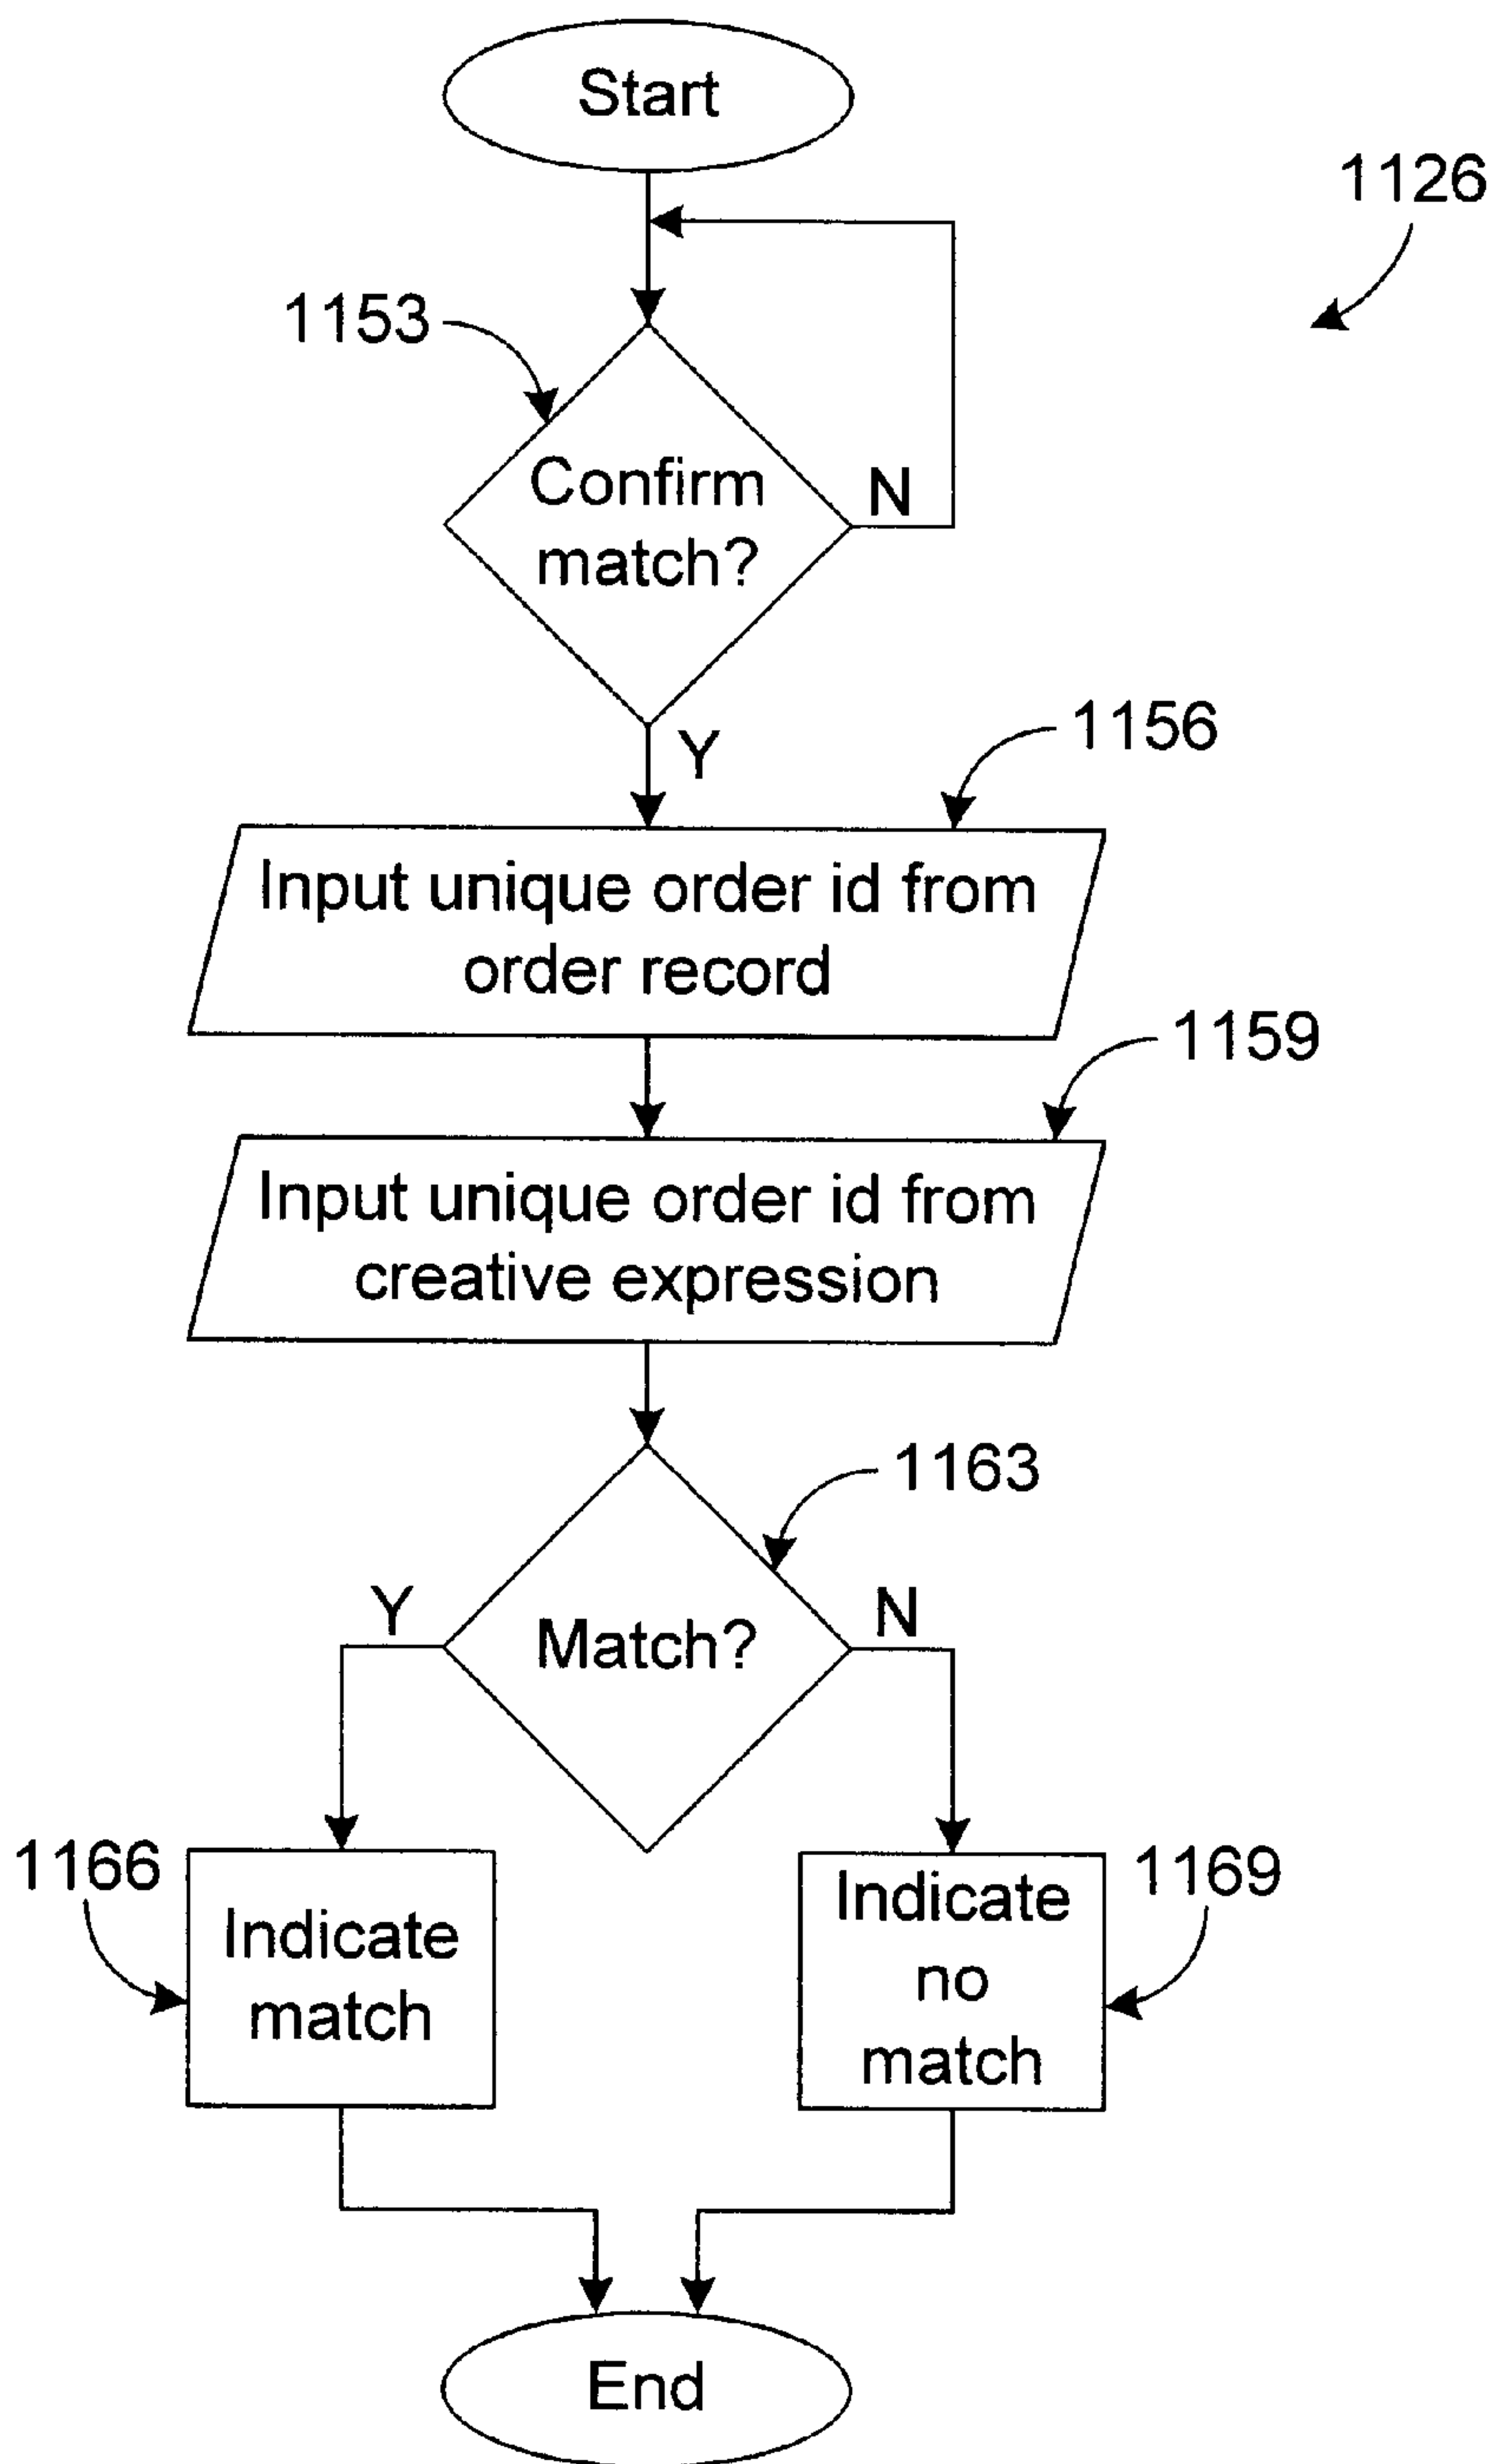 Start
1126
1153
Confirm
match?
N
Y
1156
Input unique order id from
order record
1159
Input unique order id from
creative expression
1163
Y
N
Match?
1166
Indicate
match
1169
Indicate
no
match
End